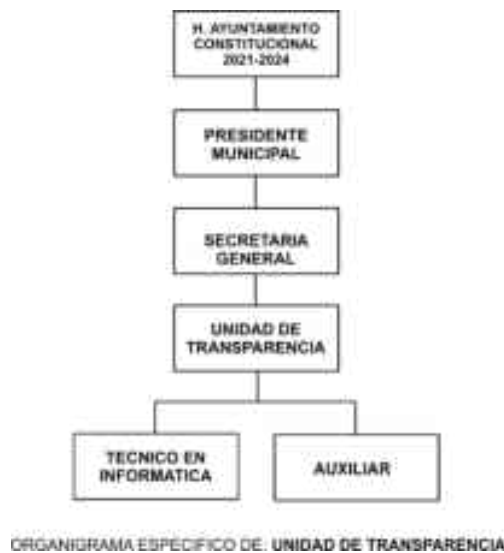 H. AYUNTAMIENTO
CONSTITUCIONAL
2021-2024
PRESIDENTE
MUNICIPAL
SECRETARIA
GENERAL
UNIDAD DE
TRANSPARENCIA
TECNICO EN
INFORMATICA
AUXILIAR
ORGANIGRAMA ESPECIFICO DE: UNIDAD DE TRANSPARENCIA